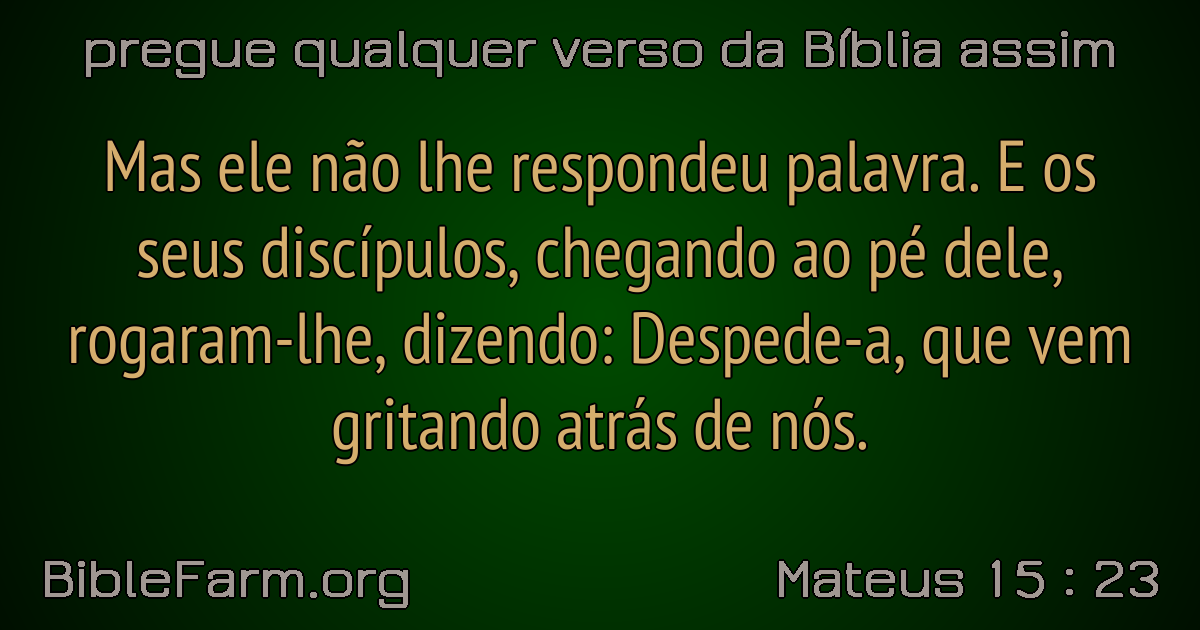 pregue qualquer verso da Bíblia assim
Mas ele não lhe respondeu palavra. E os
seus discípulos, chegando ao pé dele,
rogaram-lhe, dizendo: Despede-a, que vem
gritando atrás de nós.
BibleFarm.org
Mateus 15 : 23